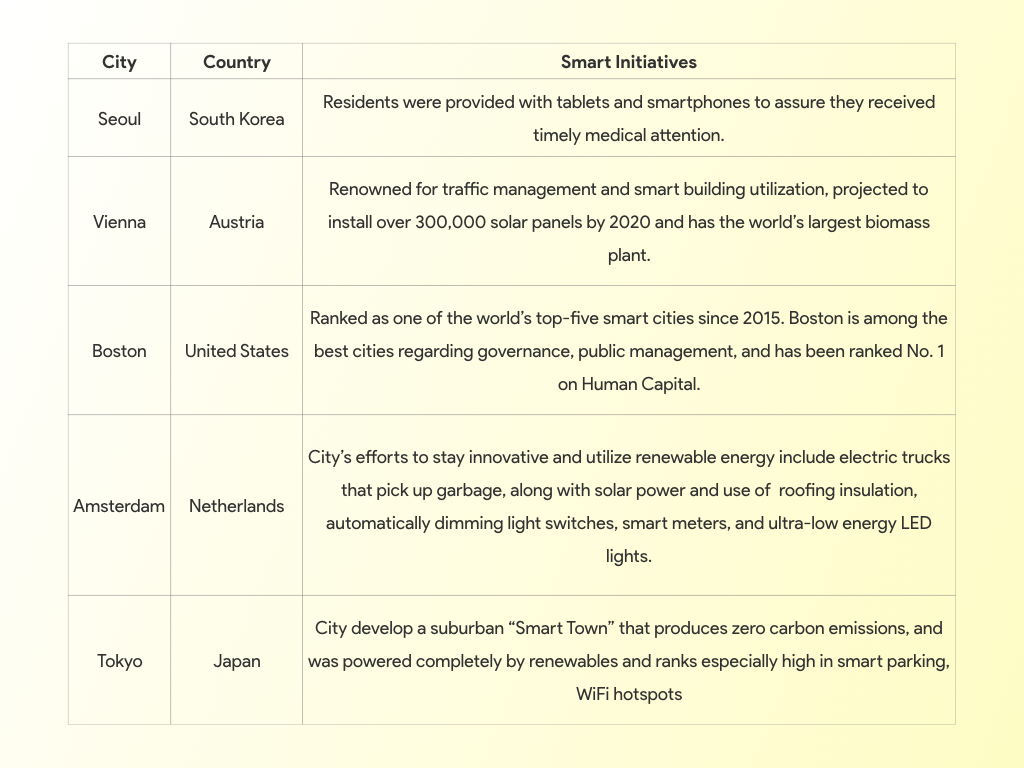 City Country Smart Initiatives
Seoul South Korea Residents were provided with tablets and smartphones to assure they received
timely medical attention.
Vienna Austria Renowned for traffic management and smart building utilization, projected to
install over 300,000 solar panels by 2020 and has the world’s largest biomass
plant.
Boston United States Ranked as one of the world’s top-five smart cities since 2015. Boston is among the
best cities regarding governance, public management, and has been ranked No. 1
on Human Capital.
Amsterdam Netherlands City’s efforts to stay innovative and utilize renewable energy include electric trucks
that pick up garbage, along with solar power and use of  roofing insulation,
automatically dimming light switches, smart meters, and ultra-low energy LED
lights.
Tokyo Japan City develop a suburban “Smart Town” that produces zero carbon emissions, and
was powered completely by renewables and ranks especially high in smart parking,
WiFi hotspots